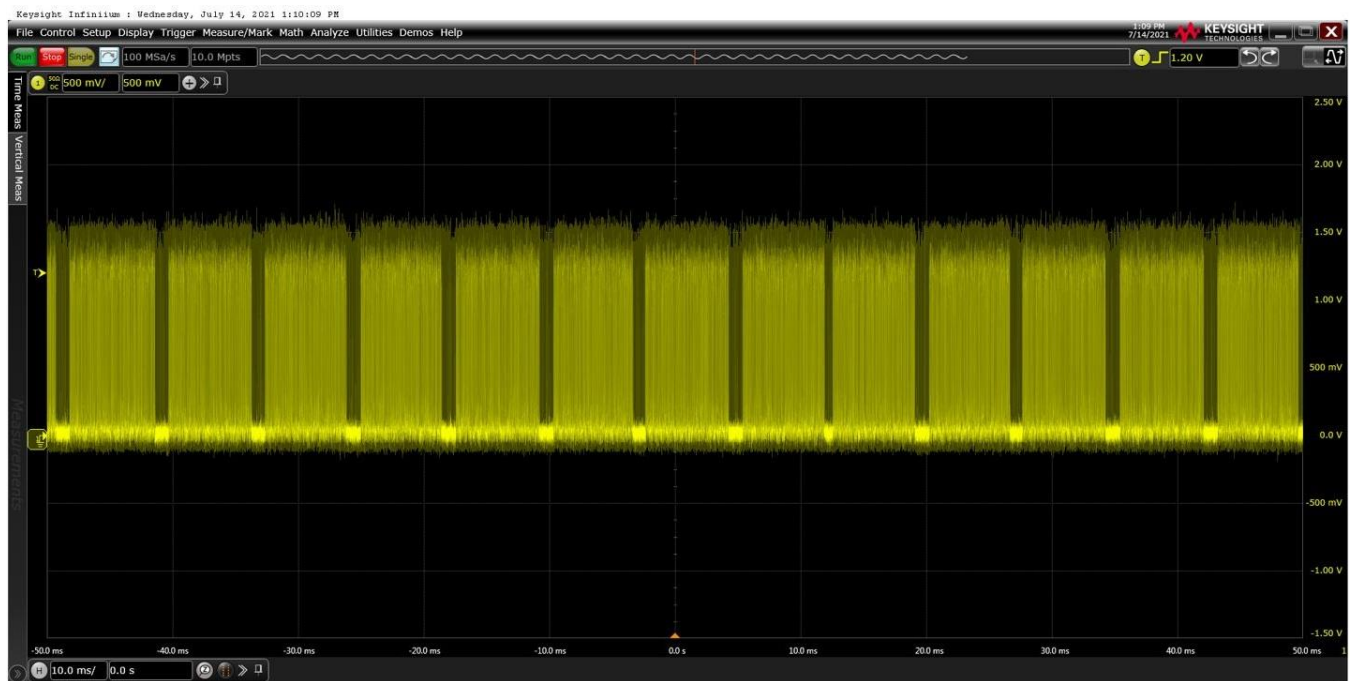 Keysight Infiniium : Wednesday, July 14, 2021 1:10:09 PM
File Control Setup Display Trigger Measure/Mark Math Analyze Utilities Demos Help
1:09 PM
7/14/2021
KEYSIGHT
TECHNOLOGIES
Run Stop Single 100 MSa/s 10.0 Mpts T 1.20 V
1 50Ω DC 500 mV/ 500 mV
Time Meas
Vertical Meas
Measurements
2.50 V
2.00 V
1.50 V
T
1.00 V
500 mV
0.0 V
-500 mV
-1.00 V
-1.50 V
-50.0 ms -40.0 ms -30.0 ms -20.0 ms -10.0 ms 0.0 s 10.0 ms 20.0 ms 30.0 ms 40.0 ms 50.0 ms 1
H 10.0 ms/ 0.0 s